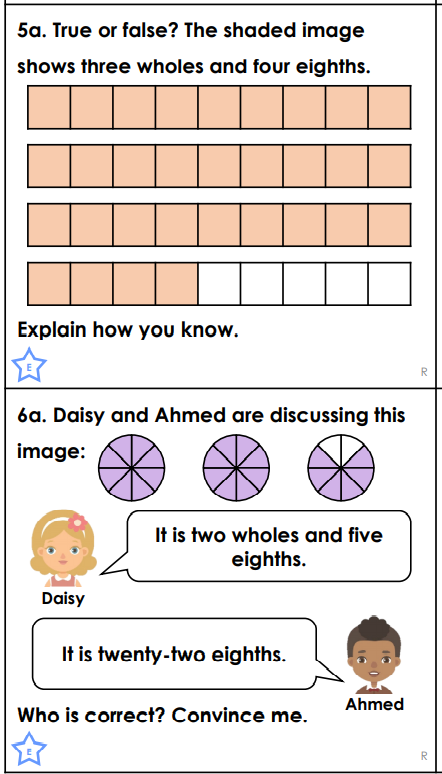 5a. True or false? The shaded image
shows three wholes and four eighths.
Explain how you know.
E
R
6a. Daisy and Ahmed are discussing this
image:
It is two wholes and five
eighths.
Daisy
It is twenty-two eighths.
Ahmed
Who is correct? Convince me.
E
R